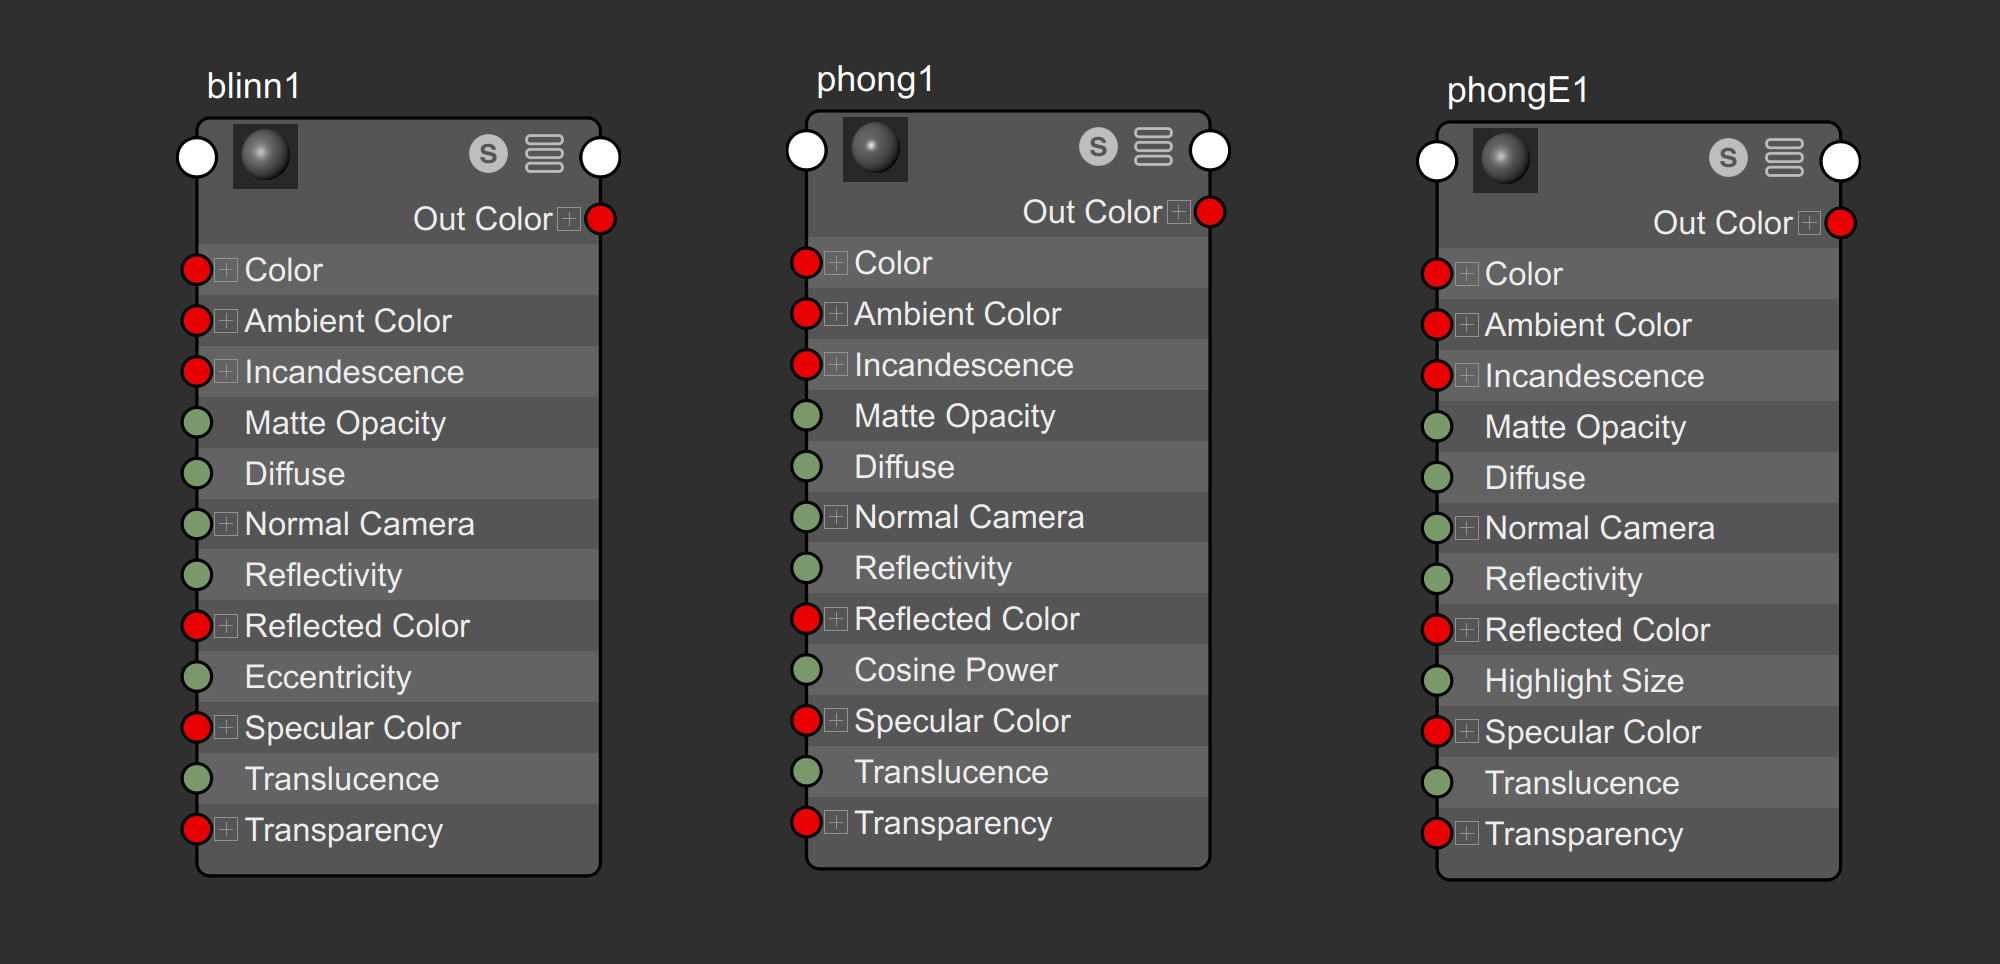 blinn1
S
Out Color
Color
Ambient Color
Incandescence
Matte Opacity
Diffuse
Normal Camera
Reflectivity
Reflected Color
Eccentricity
Specular Color
Translucence
Transparency
phong1
S
Out Color
Color
Ambient Color
Incandescence
Matte Opacity
Diffuse
Normal Camera
Reflectivity
Reflected Color
Cosine Power
Specular Color
Translucence
Transparency
phongE1
S
Out Color
Color
Ambient Color
Incandescence
Matte Opacity
Diffuse
Normal Camera
Reflectivity
Reflected Color
Highlight Size
Specular Color
Translucence
Transparency